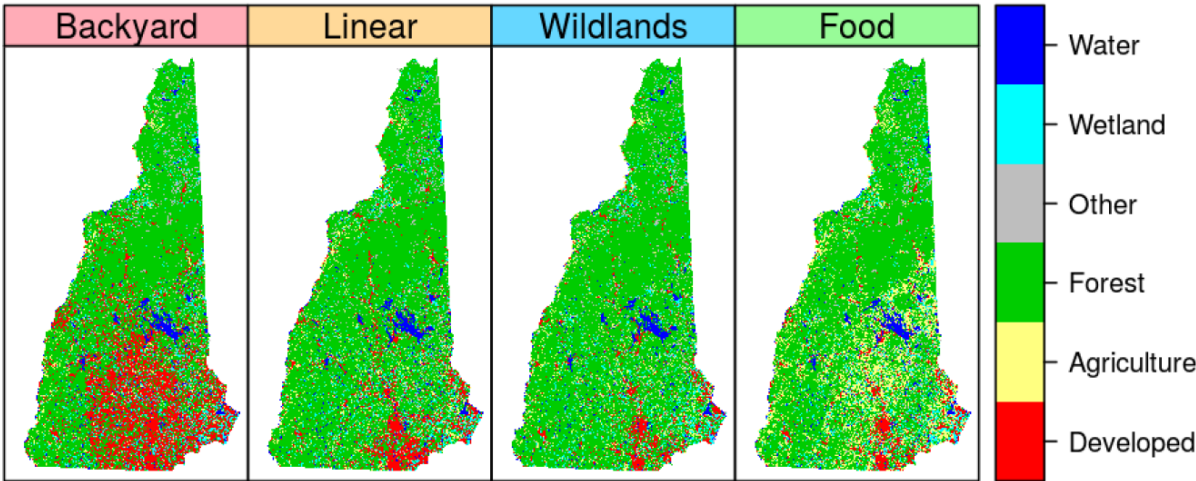 Backyard
Linear
Wildlands
Food
Water
Wetland
Other
Forest
Agriculture
Developed